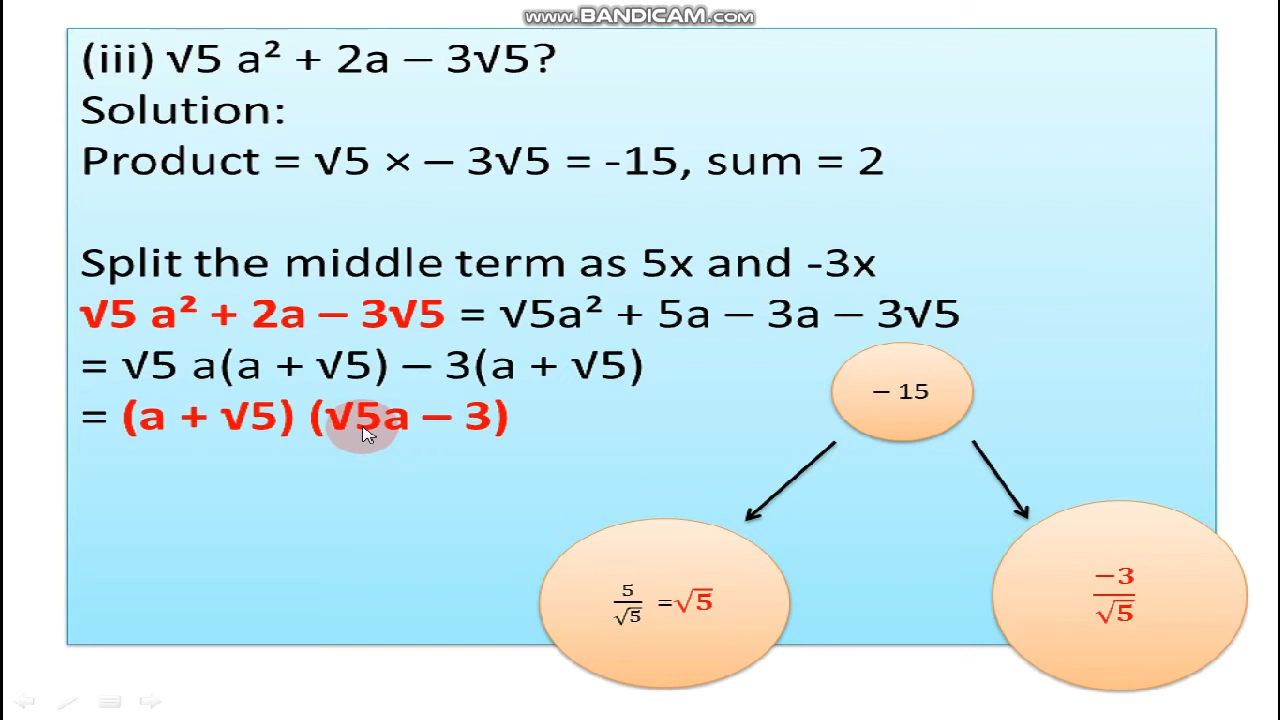 www.BANDICAM.com
(iii) √5 a² + 2a − 3√5?
Solution:
Product = √5 × − 3√5 = -15, sum = 2
Split the middle term as 5x and -3x
√5 a² + 2a − 3√5 = √5a² + 5a − 3a − 3√5
= √5 a(a + √5) − 3(a + √5)
= (a + √5) (√5a − 3)
− 15
5/√5 =√5
−3/√5